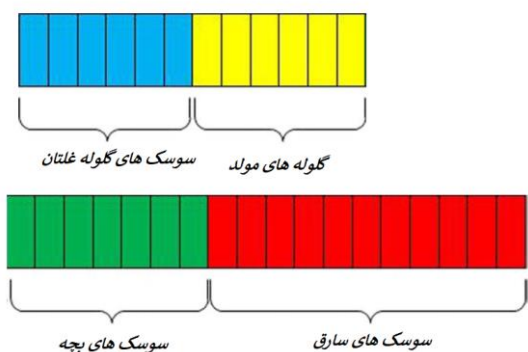 سوسک های گلوله غلتان
گلوله های مولد
سوسک های بچه
سوسک های سارق